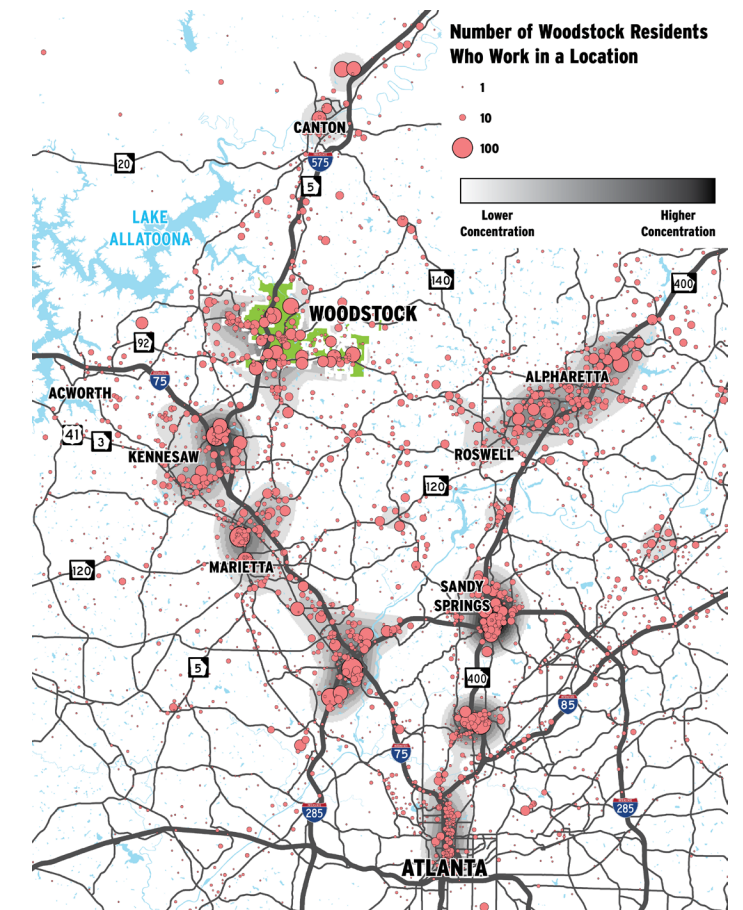 Number of Woodstock Residents
Who Work in a Location
1
10
100
Lower
Concentration
Higher
Concentration
CANTON
575
20
5
LAKE
ALLATOONA
140
400
WOODSTOCK
92
75
ACWORTH
ALPHARETTA
41
3
KENNESAW
ROSWELL
120
MARIETTA
120
SANDY
SPRINGS
5
400
85
75
285
285
ATLANTA